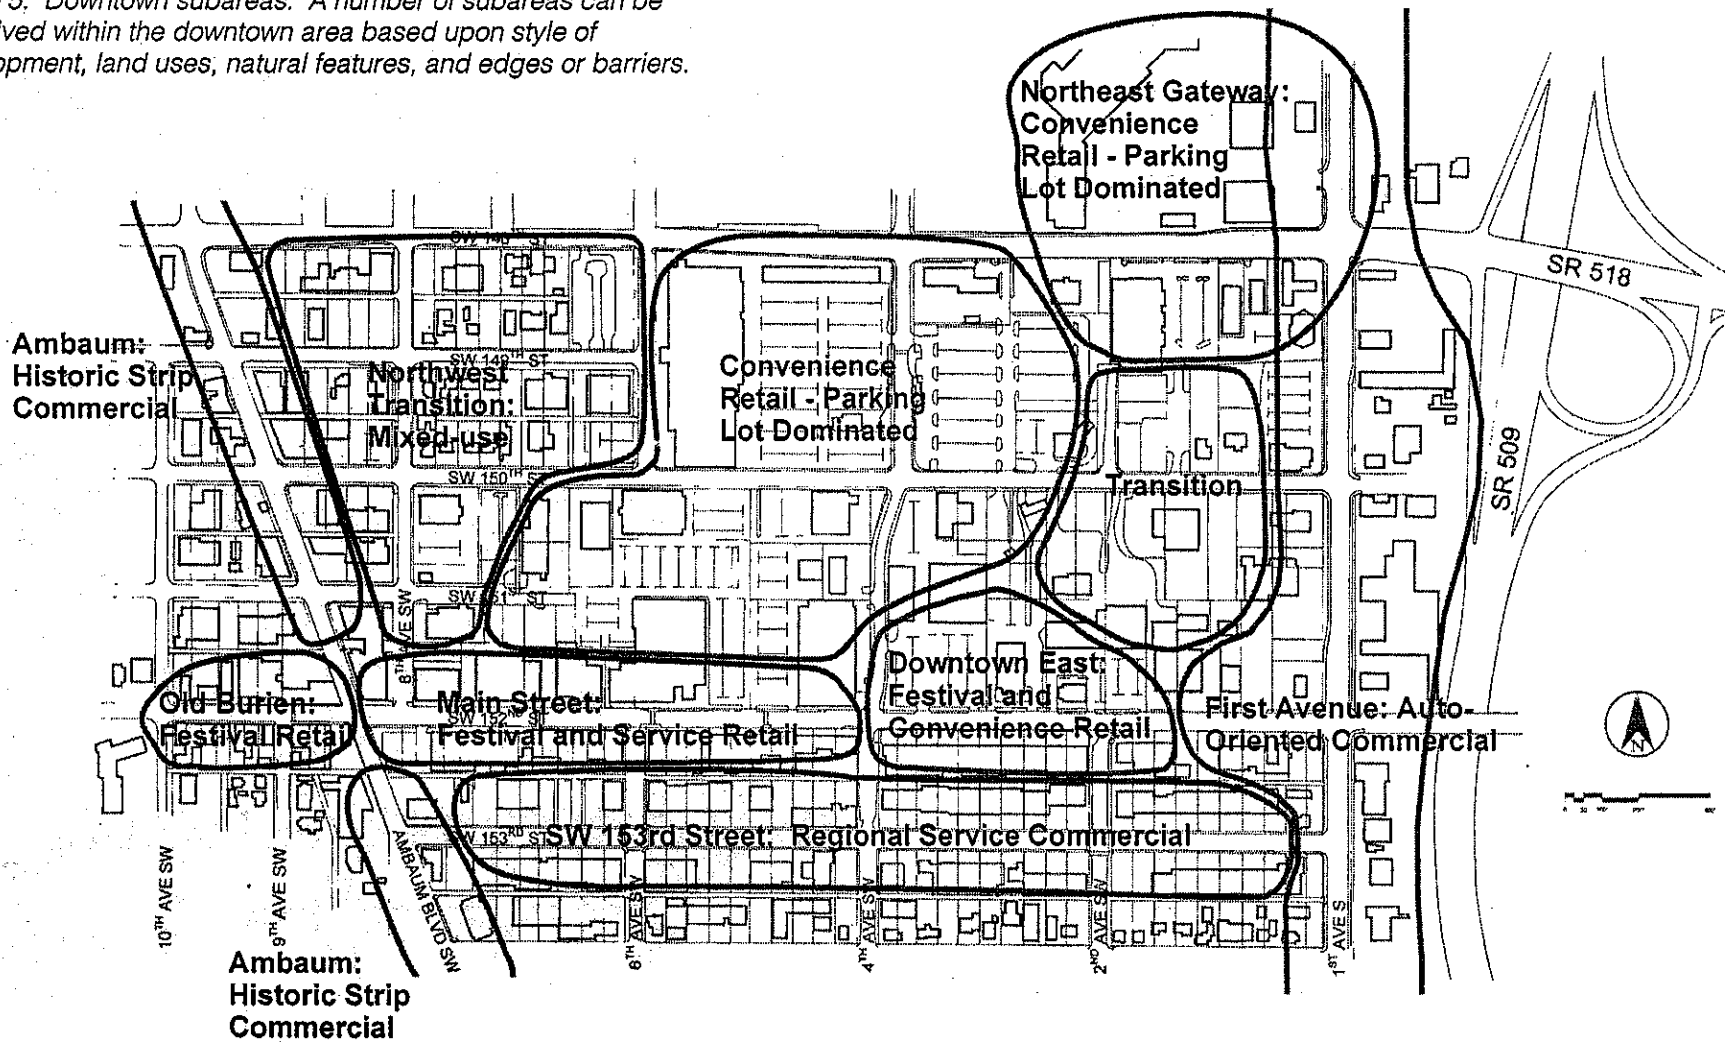 5. Downtown subareas. A number of subareas can be
ived within the downtown area based upon style of
opment, land uses, natural features, and edges or barriers.
Northeast Gateway:
Convenience
Retail - Parking
Lot Dominated
SR 518
Ambaum:
Historic Strip
Commercial
SW 149TH ST
Northwest
Transition:
Mixed-use
Convenience
Retail - Parking
Lot Dominated
SW 150TH ST
Transition
SR 509
SW 151ST ST
8TH AVE SW
Old Burien:
Festival Retail
Main Street:
SW 152ND ST
Festival and Service Retail
Downtown East:
Festival and
Convenience Retail
First Avenue: Auto-
Oriented Commercial
N
SW 153RD ST
SW 153rd Street: Regional Service Commercial
10TH AVE SW
9TH AVE SW
AMBAUM BLVD SW
6TH AVE SW
4TH AVE SW
2ND AVE SW
1ST AVE S
Ambaum:
Historic Strip
Commercial